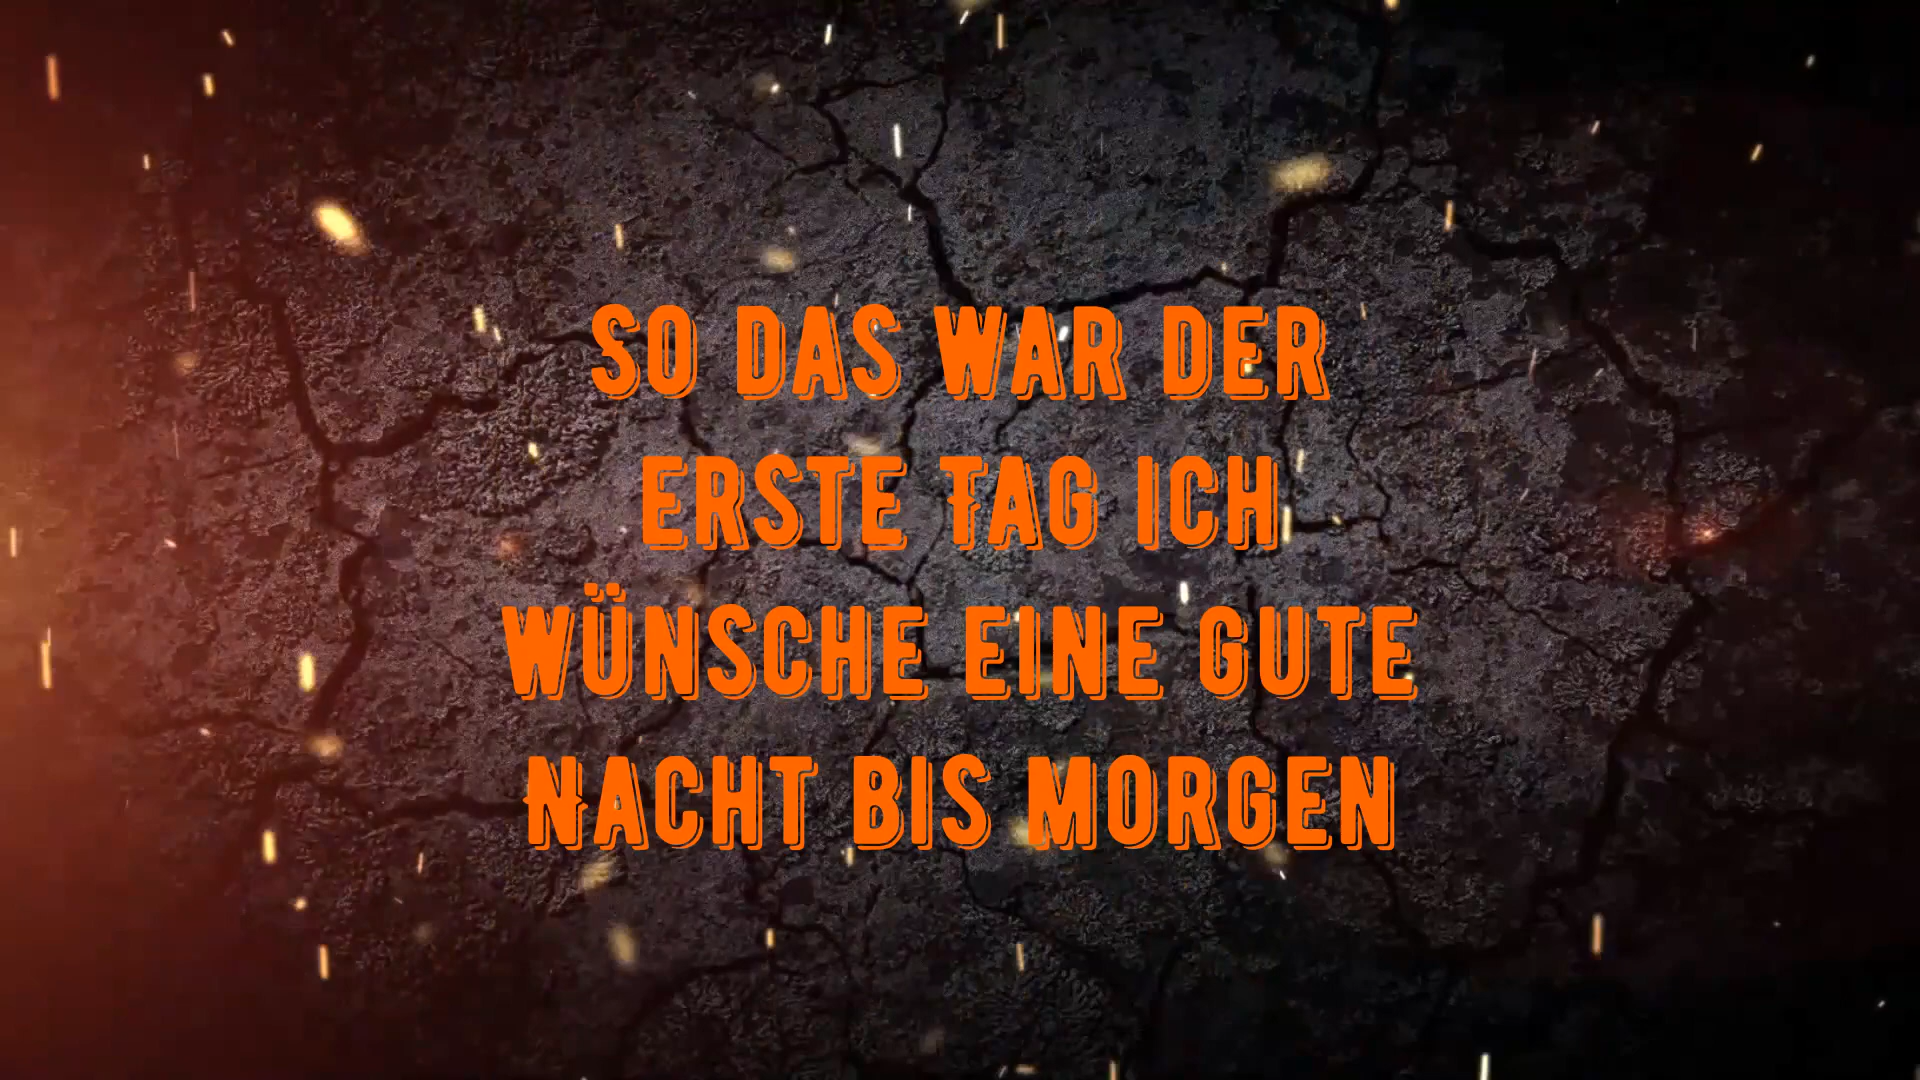 SO DAS WAR DER
ERSTE TAG ICH
WÜNSCHE EINE GUTE
NACHT BIS MORGEN